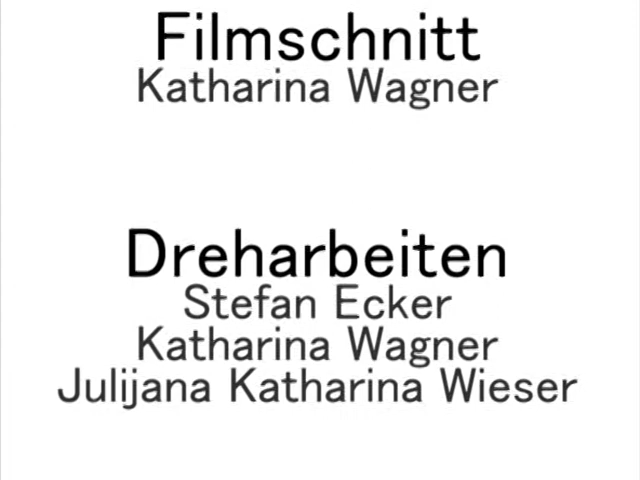 Filmschnitt
Katharina Wagner
Dreharbeiten
Stefan Ecker
Katharina Wagner
Julijana Katharina Wieser